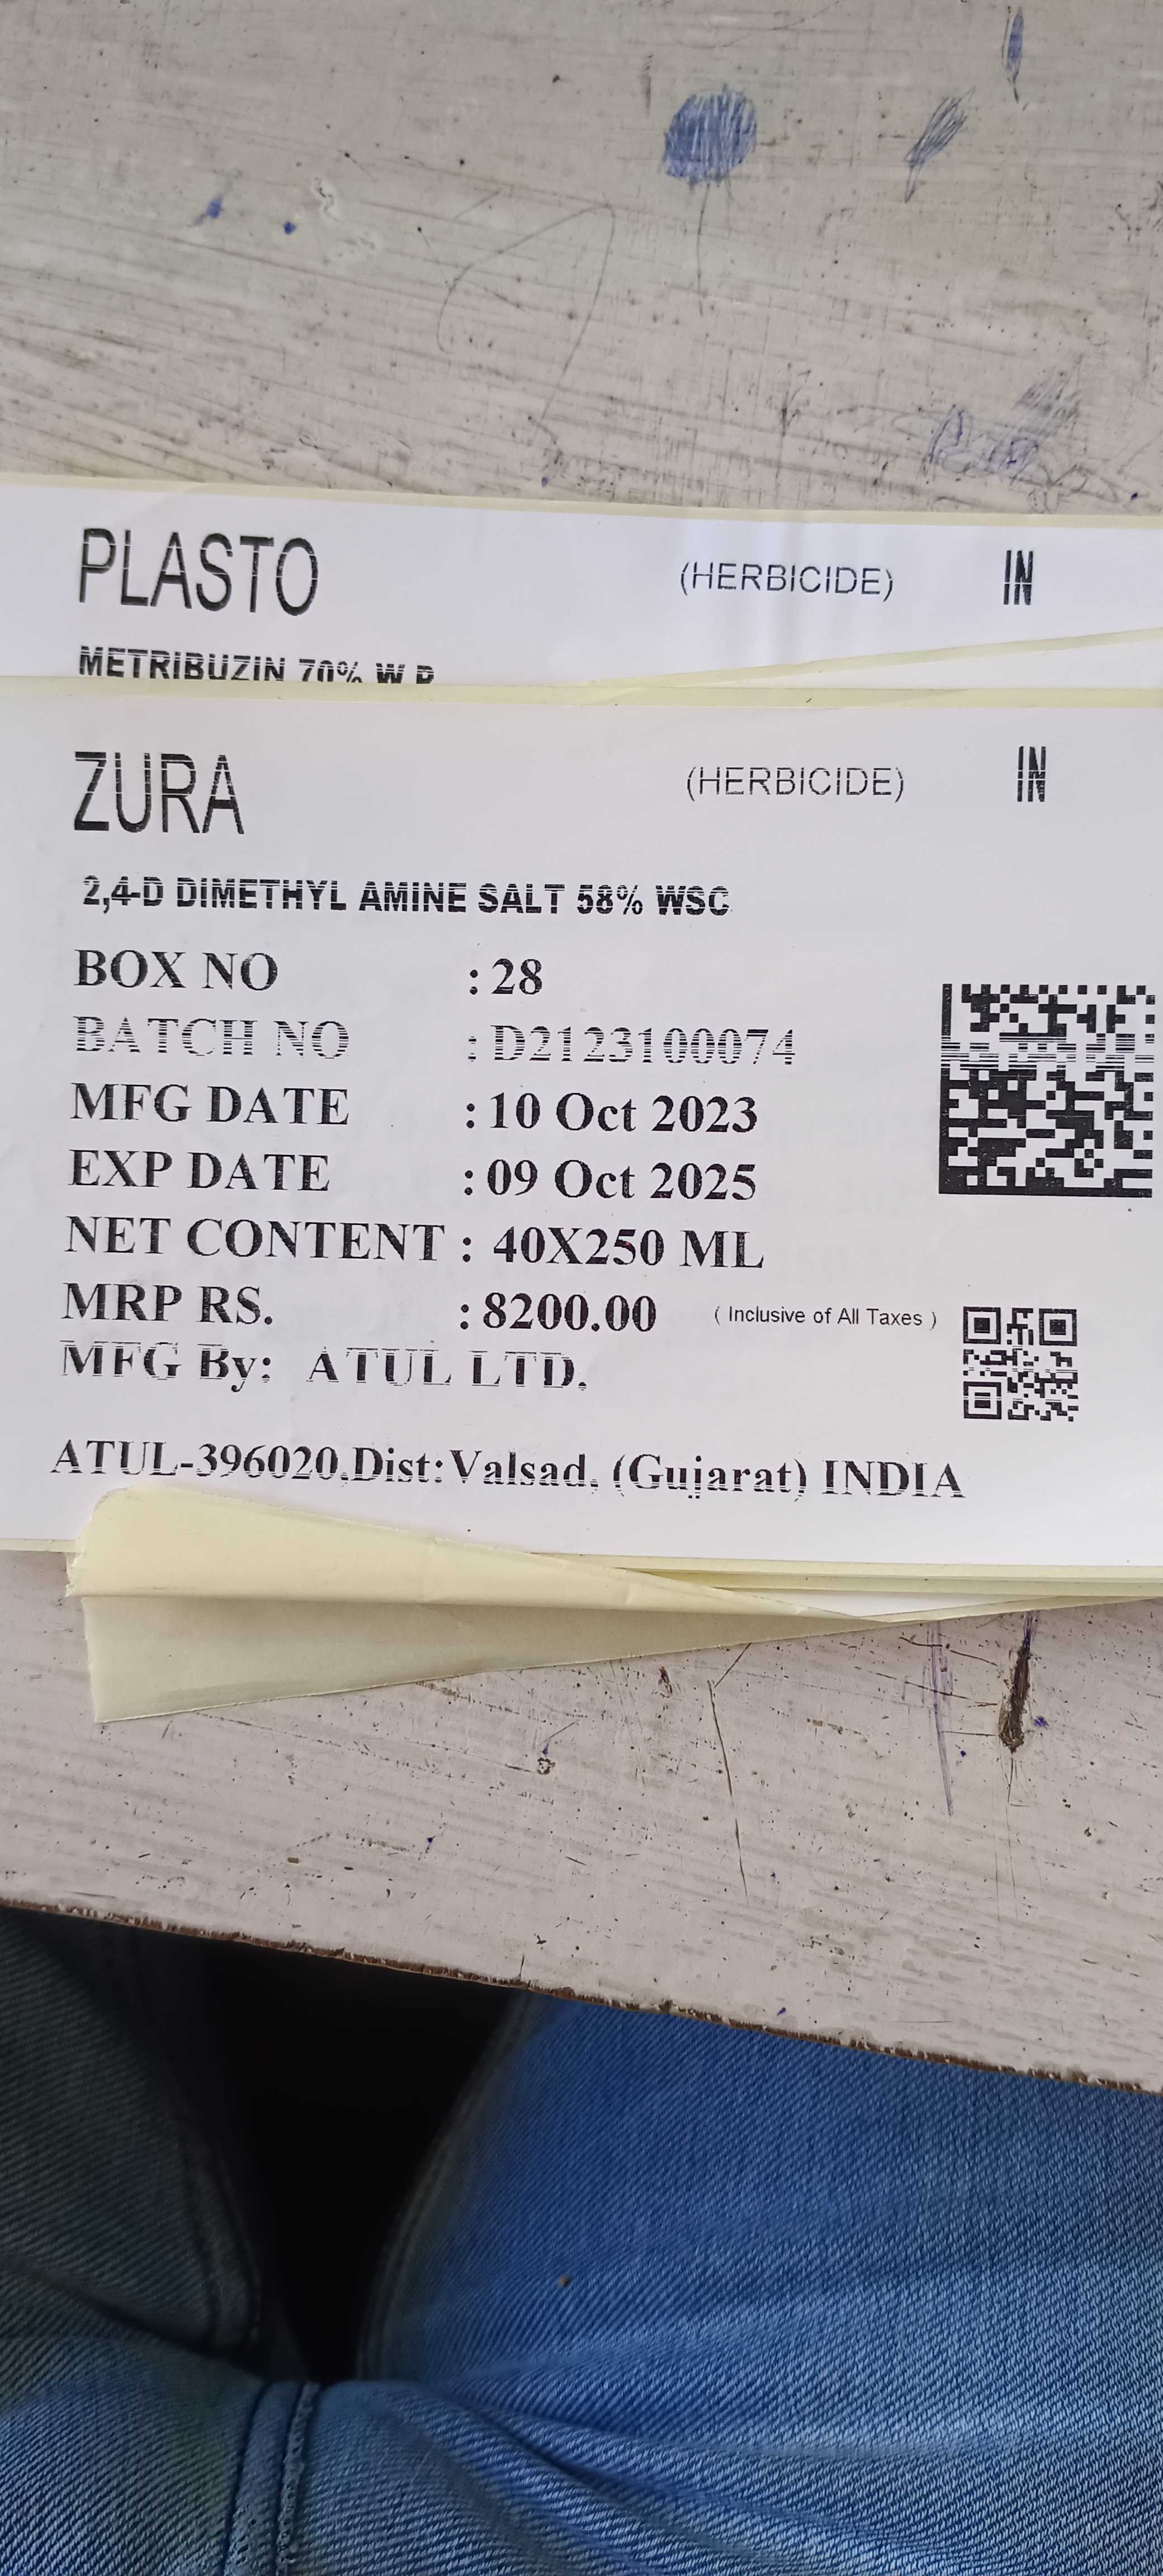 PLASTO (HERBICIDE) IN
METRIBUZIN 70% W.P
ZURA (HERBICIDE) IN
2,4-D DIMETHYL AMINE SALT 58% WSC
BOX NO : 28
BATCH NO : D2123100074
MFG DATE : 10 Oct 2023
EXP DATE : 09 Oct 2025
NET CONTENT : 40X250 ML
MRP RS. : 8200.00 ( Inclusive of All Taxes )
MFG By: ATUL LTD.
ATUL-396020,Dist:Valsad, (Gujarat) INDIA